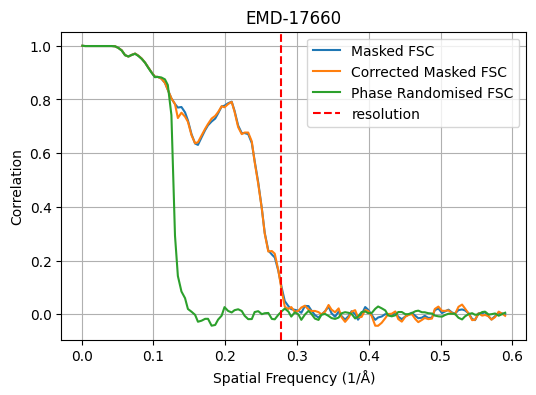 EMD-17660
Masked FSC
Corrected Masked FSC
Phase Randomised FSC
resolution
Correlation
1.0
0.8
0.6
0.4
0.2
0.0
0.0 0.1 0.2 0.3 0.4 0.5 0.6
Spatial Frequency (1/Å)